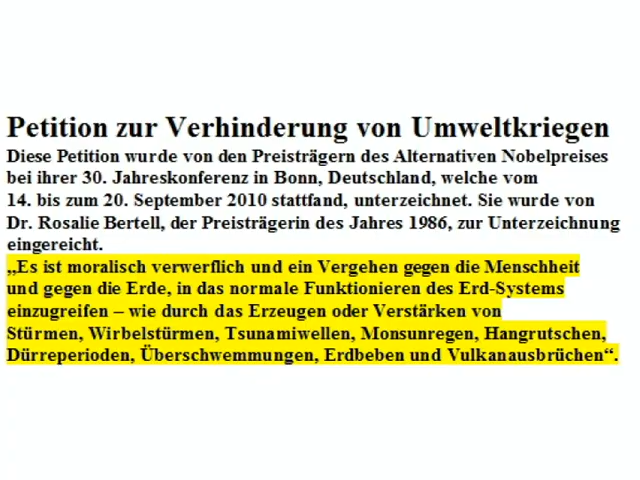 Petition zur Verhinderung von Umweltkriegen
Diese Petition wurde von den Preisträgern des Alternativen Nobelpreises
bei ihrer 30. Jahreskonferenz in Bonn, Deutschland, welche vom
14. bis zum 20. September 2010 stattfand, unterzeichnet. Sie wurde von
Dr. Rosalie Bertell, der Preisträgerin des Jahres 1986, zur Unterzeichnung
eingereicht.
„Es ist moralisch verwerflich und ein Vergehen gegen die Menschheit
und gegen die Erde, in das normale Funktionieren des Erd-Systems
einzugreifen – wie durch das Erzeugen oder Verstärken von
Stürmen, Wirbelstürmen, Tsunamiwellen, Monsunregen, Hangrutschen,
Dürreperioden, Überschwemmungen, Erdbeben und Vulkanausbrüchen“.